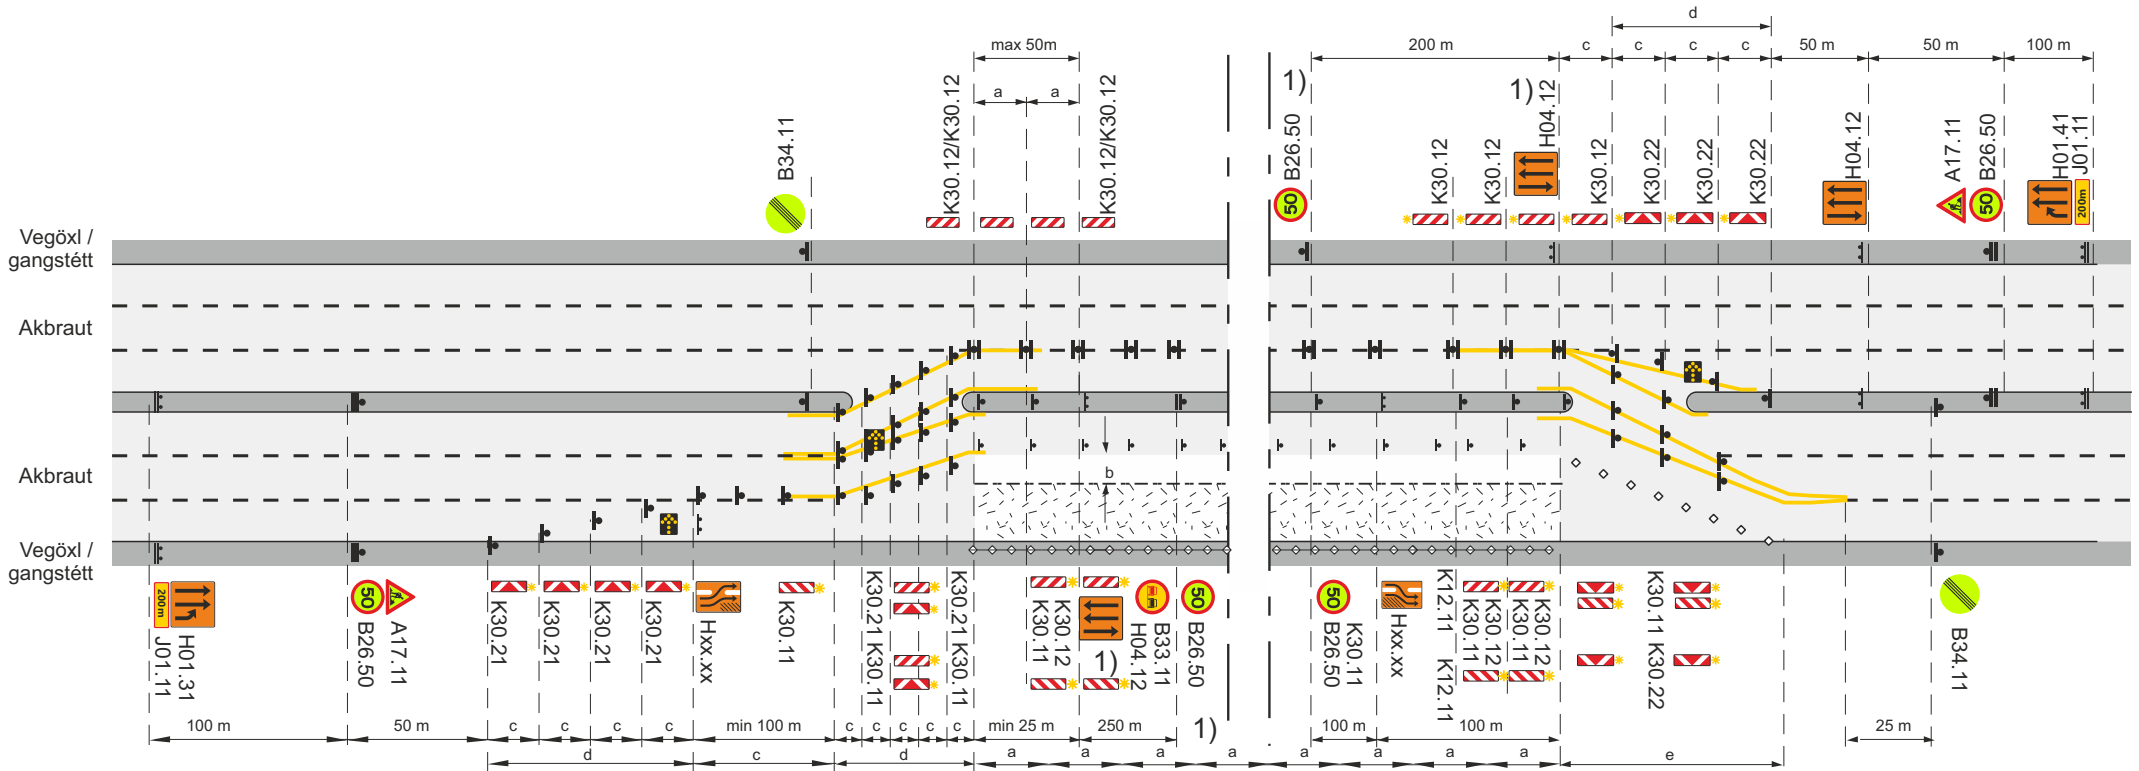 d
max 50m
200 m
c
c
c
c
50 m
50 m
100 m
a
a
1)
1)
B34.11
K30.12/K30.12
K30.12/K30.12
B26.50
K30.12
K30.12
H04.12
K30.12
K30.22
K30.22
K30.22
H04.12
A17.11
B26.50
H01.41
J01.11
50
50
200m
Vegöxl /
gangstétt
Akbraut
Akbraut
b
Vegöxl /
gangstétt
200m
50
50
50
J01.11
H01.31
B26.50
A17.11
K30.21
K30.21
K30.21
K30.21
Hxx.xx
K30.11
K30.21 K30.11
K30.21 K30.11
K30.11
K30.12
1)
H04.12
B33.11
B26.50
B26.50
K30.11
Hxx.xx
K12.11
K12.11
K30.11
K30.12
K30.11
K30.12
K30.11 K30.22
B34.11
100 m
50 m
c
c
c
c
min 100 m
c
c
c
c
c
min 25 m
250 m
1)
100 m
100 m
25 m
d
c
d
a
a
a
a
a
a
a
a
e